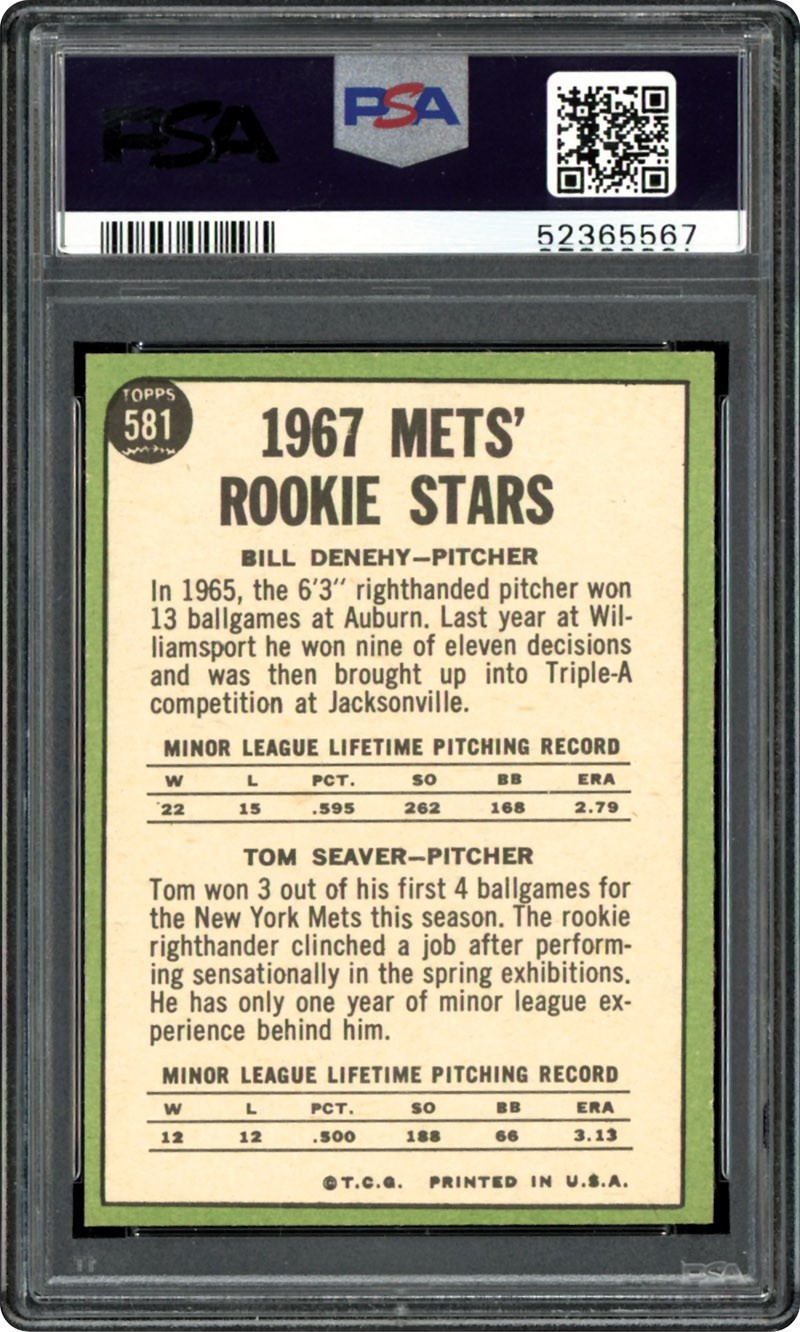 PSA
PSA
52365567
TOPPS
581
1967 METS'
ROOKIE STARS
BILL DENEHY—PITCHER
In 1965, the 6'3" righthanded pitcher won
13 ballgames at Auburn. Last year at Wil-
liamsport he won nine of eleven decisions
and was then brought up into Triple-A
competition at Jacksonville.
MINOR LEAGUE LIFETIME PITCHING RECORD
W L PCT. SO BB ERA
22 15 .595 262 168 2.79
TOM SEAVER—PITCHER
Tom won 3 out of his first 4 ballgames for
the New York Mets this season. The rookie
righthander clinched a job after perform-
ing sensationally in the spring exhibitions.
He has only one year of minor league ex-
perience behind him.
MINOR LEAGUE LIFETIME PITCHING RECORD
W L PCT. SO BB ERA
12 12 .500 188 66 3.13
©T.C.G. PRINTED IN U.S.A.
PSA